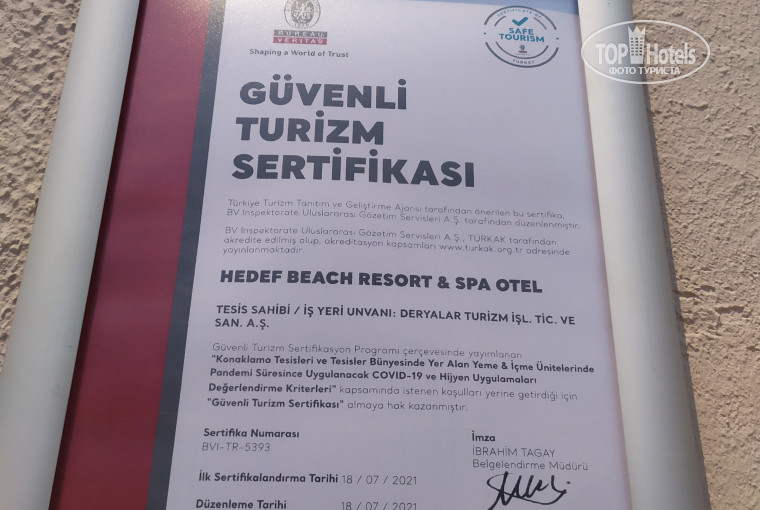 BUREAU
VERITAS
Shaping a World of Trust
CERTIFICATE OF
SAFE
TOURISM
TURKEY
TOP Hotels
ФОТО ТУРИСТА
GÜVENLİ
TURİZM
SERTİFİKASI
Türkiye Turizm Tanıtım ve Geliştirme Ajansı tarafından önerilen bu sertifika,
BV Inspektorate Uluslararası Gözetim Servisleri A.Ş. tarafından düzenlenmiştir.
BV Inspektorate Uluslararası Gözetim Servisleri A.Ş., TÜRKAK tarafından
akredite edilmiş olup, akreditasyon kapsamları www.turkak.org.tr adresinde
yayınlanmaktadır.
HEDEF BEACH RESORT & SPA OTEL
TESİS SAHİBİ / İŞ YERİ UNVANI: DERYALAR TURİZM İŞL. TİC. VE
SAN. A.Ş.
Güvenli Turizm Sertifikasyon Programı çerçevesinde yayımlanan
"Konaklama Tesisleri ve Tesisler Bünyesinde Yer Alan Yeme & İçme Ünitelerinde
Pandemi Süresince Uygulanacak COVID-19 ve Hijyen Uygulamaları
Değerlendirme Kriterleri" kapsamında istenen koşulları yerine getirdiği için
"Güvenli Turizm Sertifikası" almaya hak kazanmıştır.
Sertifika Numarası
BVI-TR-5393
İmza
İBRAHİM TAGAY
Belgelendirme Müdürü
İlk Sertifikalandırma Tarihi 18 / 07 / 2021
Düzenleme Tarihi 18 / 07 / 2021